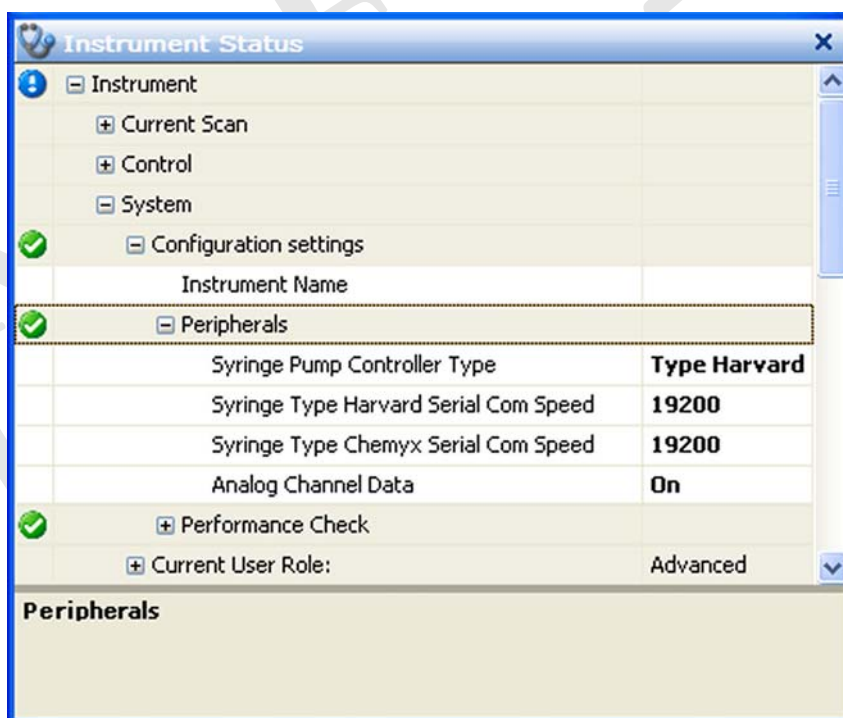 Instrument Status
Instrument
Current Scan
Control
System
Configuration settings
Instrument Name
Peripherals
Syringe Pump Controller Type Type Harvard
Syringe Type Harvard Serial Com Speed 19200
Syringe Type Chemyx Serial Com Speed 19200
Analog Channel Data On
Performance Check
Current User Role: Advanced
Peripherals